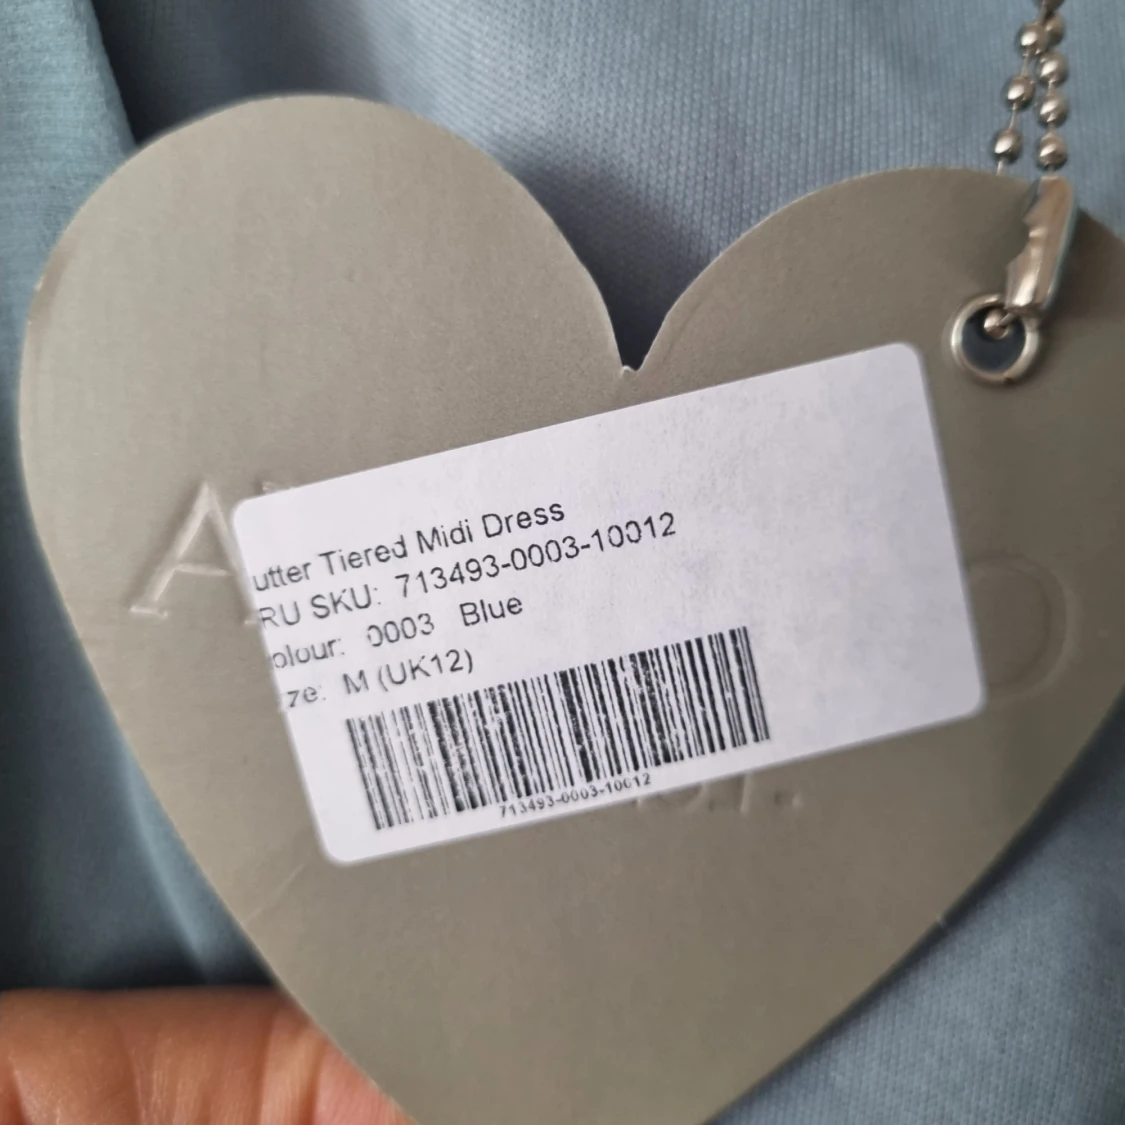 utter Tiered Midi Dress
RU SKU: 713493-0003-10012
olour: 0003 Blue
ze: M (UK12)
713493-0003-10012
A
O